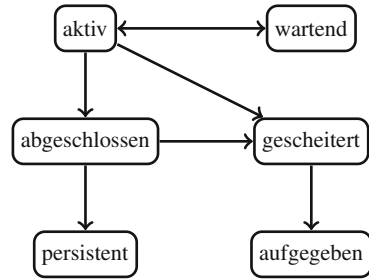 aktiv
wartend
abgeschlossen
gescheitert
persistent
aufgegeben